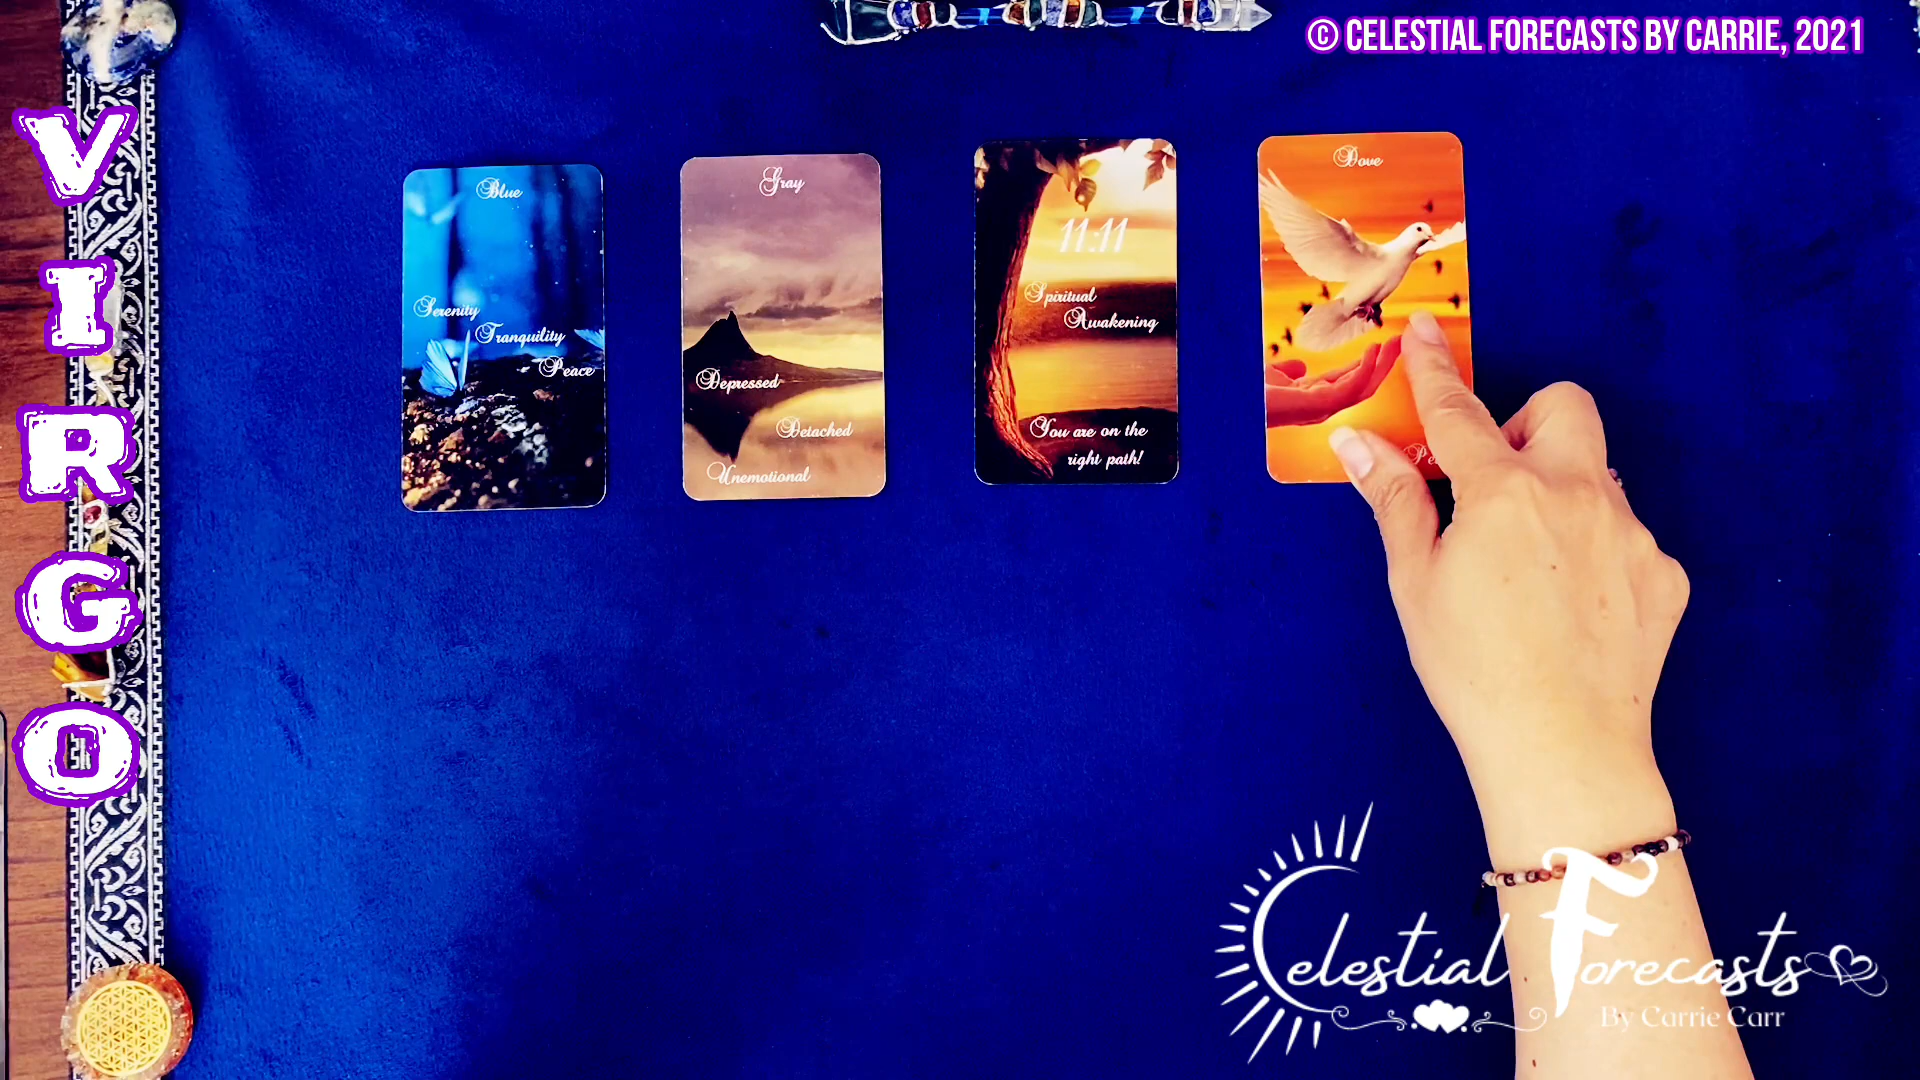 © CELESTIAL FORECASTS BY CARRIE, 2021
VIRGO
Blue
Serenity
Tranquility
Peace
Gray
Depressed
Detached
Unemotional
11:11
Spiritual
Awakening
You are on the
right path!
Dove
Celestial Forecasts
By Carrie Carr